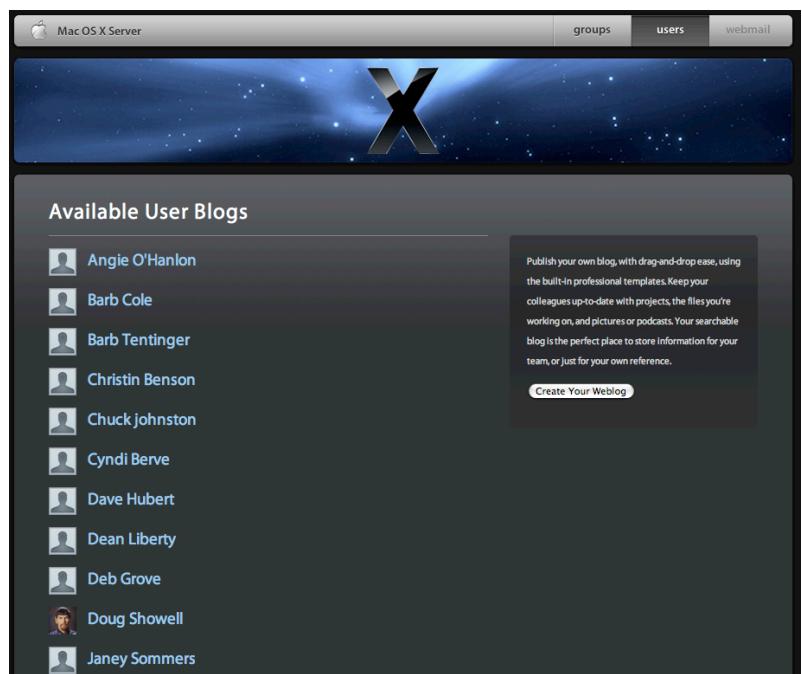 Mac OS X Server
groups
users
webmail
X
Available User Blogs
Angie O'Hanlon
Barb Cole
Barb Tentinger
Christin Benson
Chuck johnston
Cyndi Berve
Dave Hubert
Dean Liberty
Deb Grove
Doug Showell
Janey Sommers
Publish your own blog, with drag-and-drop ease, using
the built-in professional templates. Keep your
colleagues up-to-date with projects, the files you're
working on, and pictures or podcasts. Your searchable
blog is the perfect place to store information for your
team, or just for your own reference.
Create Your Weblog